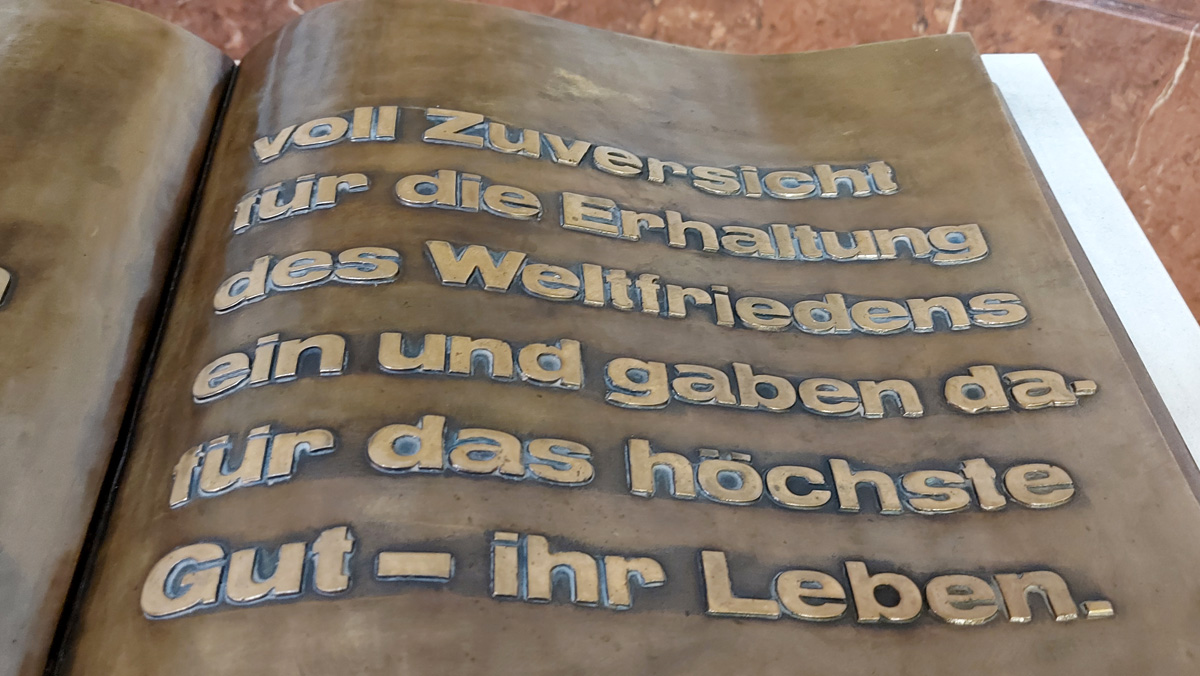 voll Zuversicht
für die Erhaltung
des Weltfriedens
ein und gaben da-
für das höchste
Gut – ihr Leben.